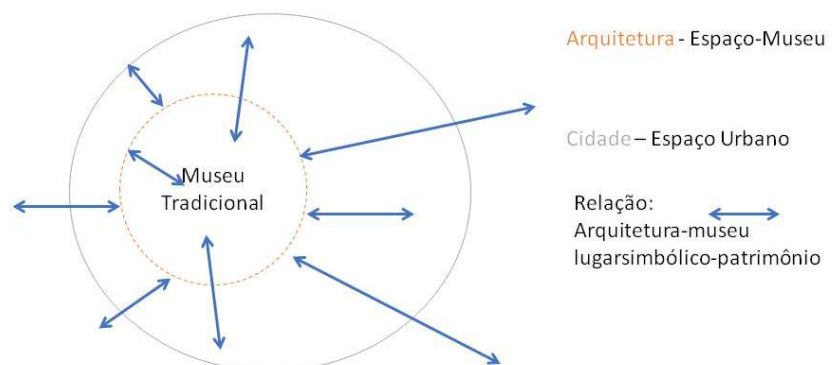 Arquitetura - Espaço-Museu
Cidade – Espaço Urbano
Museu
Tradicional
Relação:
Arquitetura-museu
lugarsimbólico-patrimônio